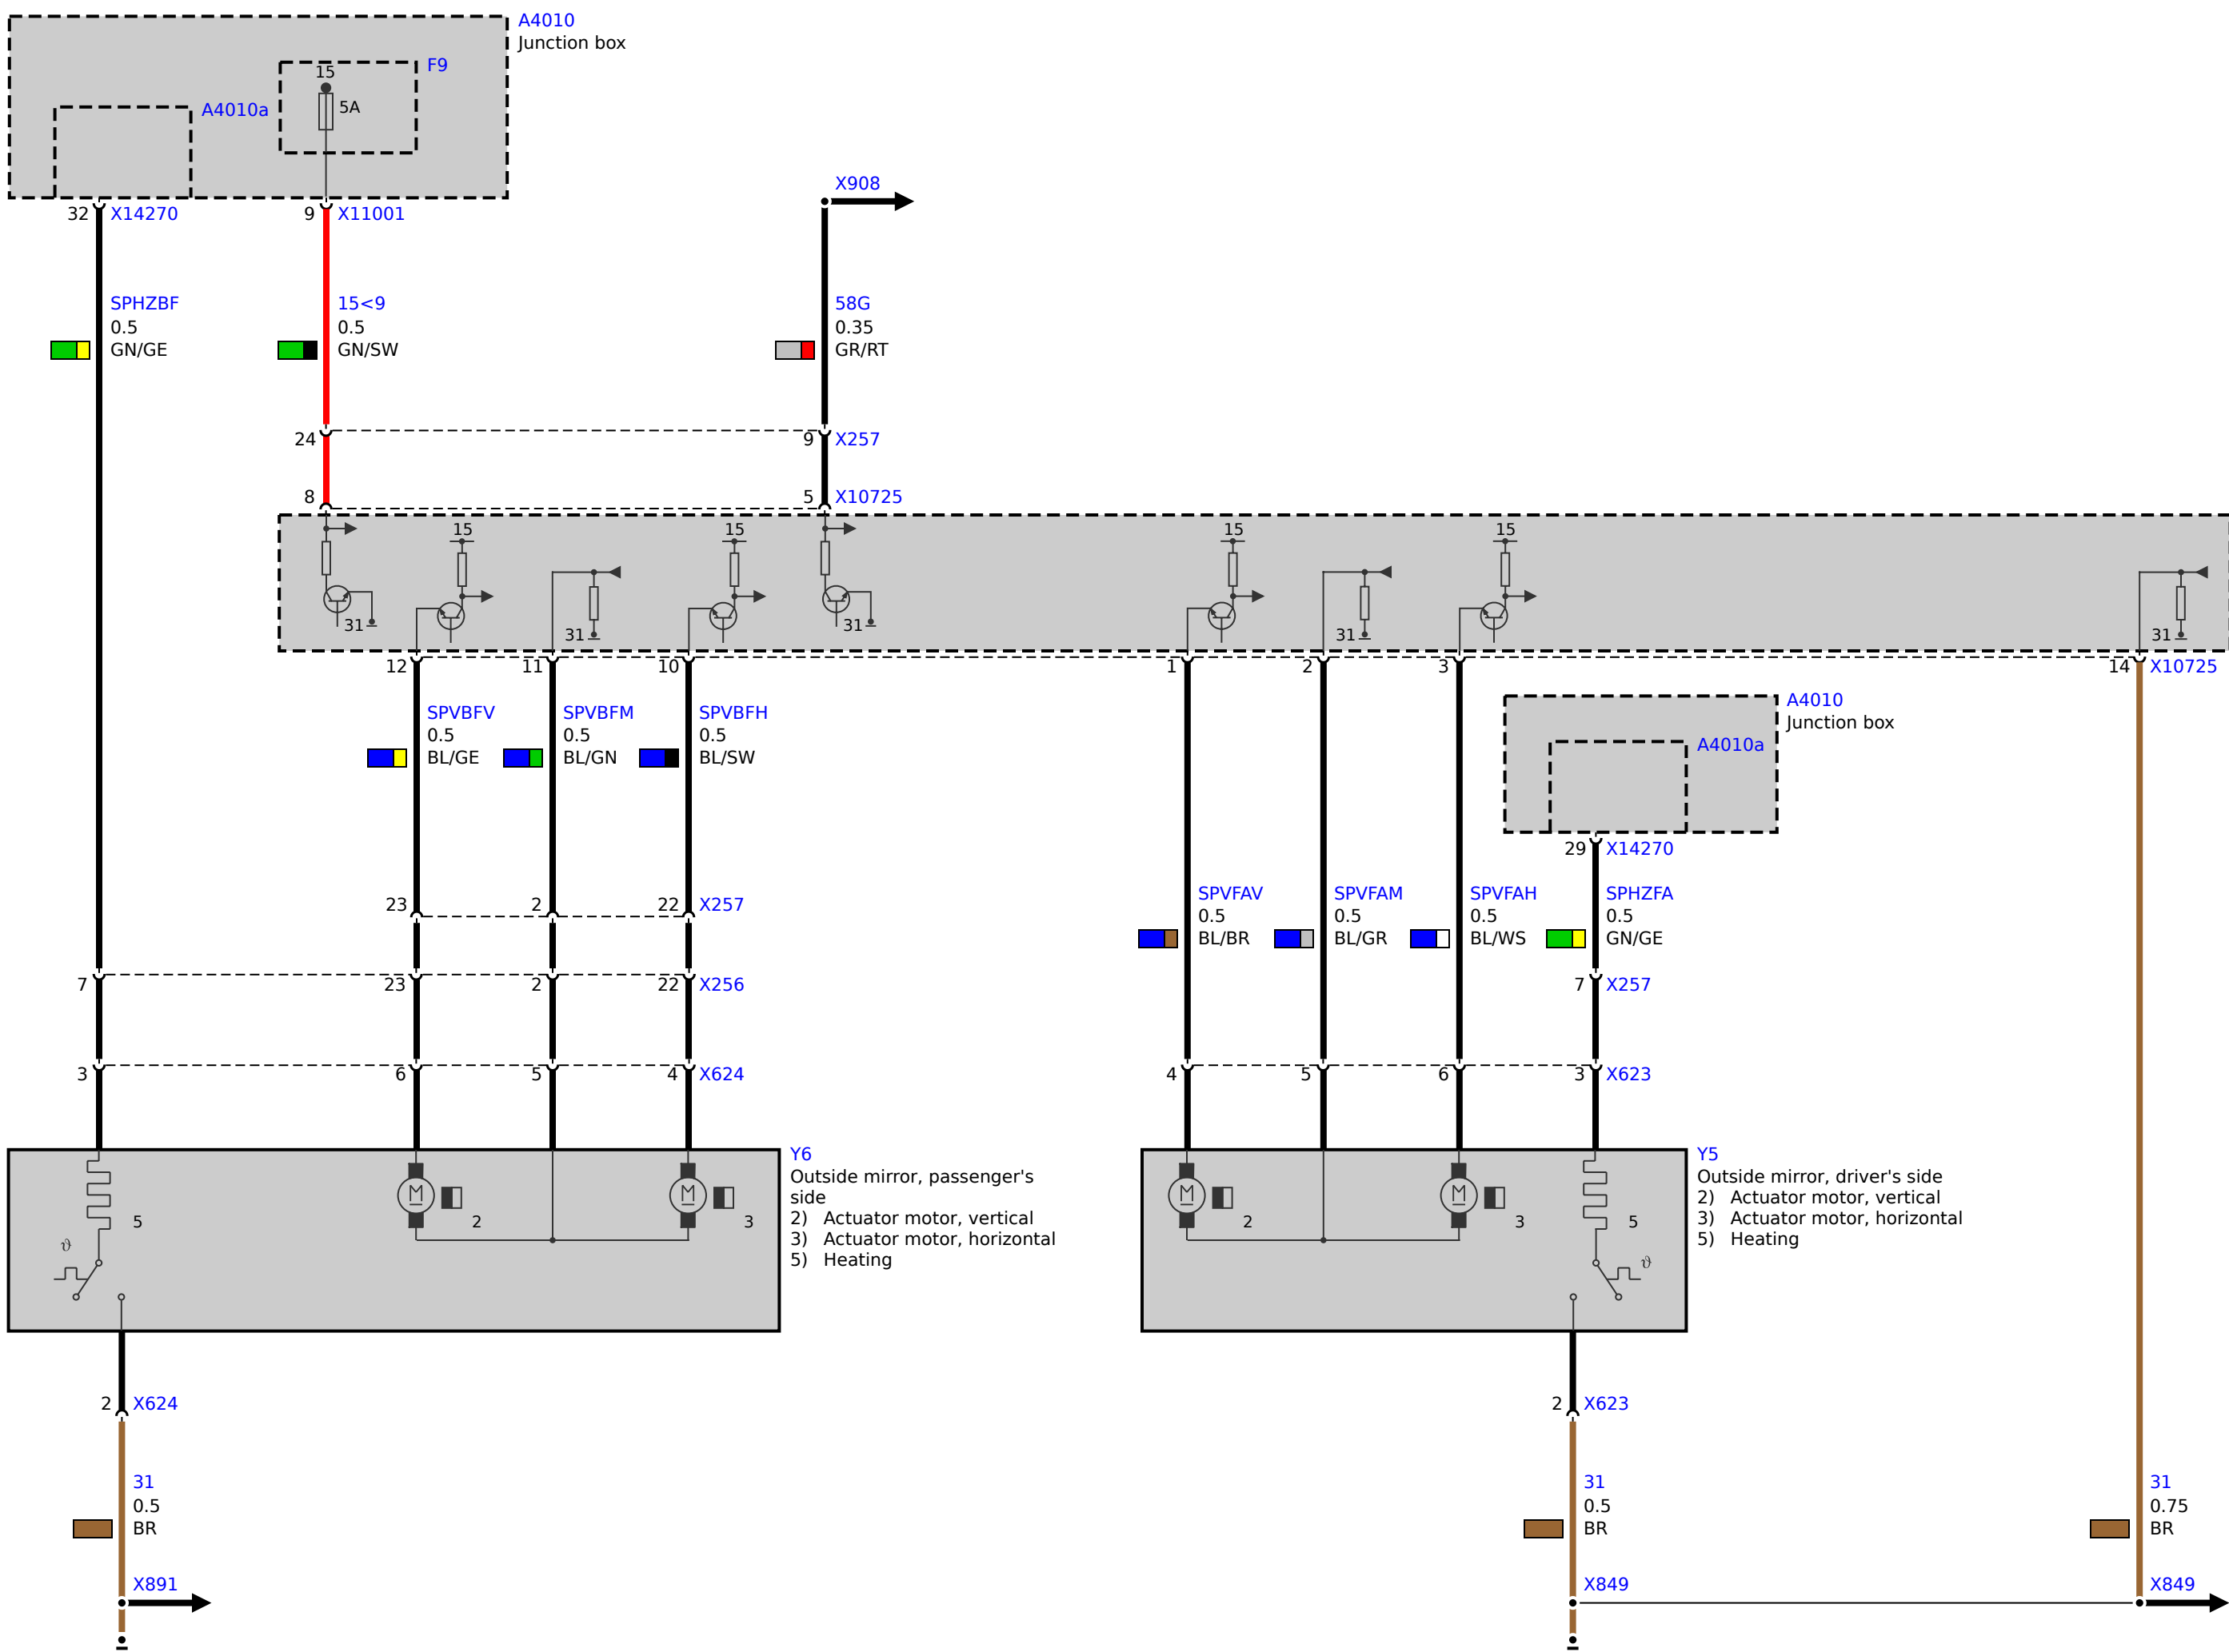 A4010
Junction box
F9
15
5A
A4010a
X908
32 X14270
9 X11001
SPHZBF
0.5
GN/GE
15<9
0.5
GN/SW
58G
0.35
GR/RT
24
9 X257
8
5 X10725
15
15
15
15
31
31
31
31
31
12
11
10
1
2
3
14 X10725
SPVBFV
0.5
BL/GE
SPVBFM
0.5
BL/GN
SPVBFH
0.5
BL/SW
A4010
Junction box
A4010a
29 X14270
SPVFAV
0.5
BL/BR
SPVFAM
0.5
BL/GR
SPVFAH
0.5
BL/WS
SPHZFA
0.5
GN/GE
23
2
22 X257
7
23
2
22 X256
7 X257
3
6
5
4 X624
4
5
6
3 X623
Y6
Outside mirror, passenger's
side
2) Actuator motor, vertical
3) Actuator motor, horizontal
5) Heating
5
ϑ
M
2
M
3
Y5
Outside mirror, driver's side
2) Actuator motor, vertical
3) Actuator motor, horizontal
5) Heating
M
2
M
3
5
ϑ
2 X624
2 X623
31
0.5
BR
31
0.5
BR
31
0.75
BR
X891
X849
X849